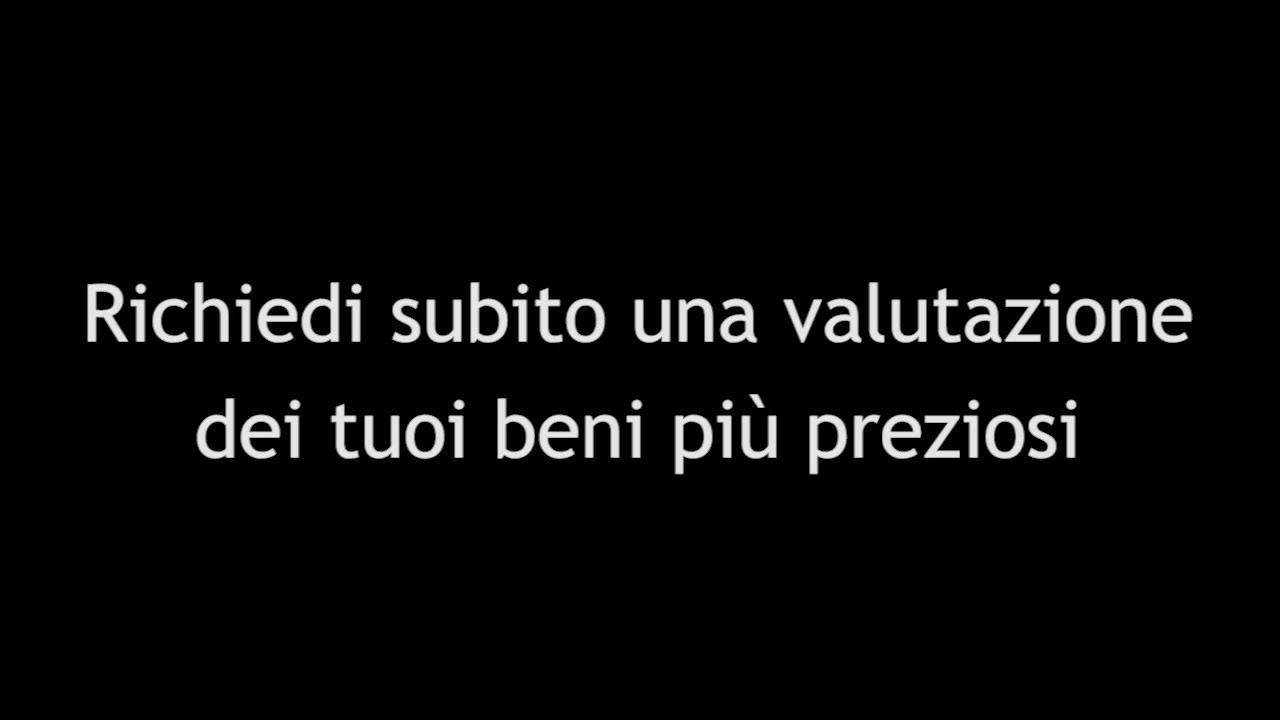 Richiedi subito una valutazione
dei tuoi beni più preziosi